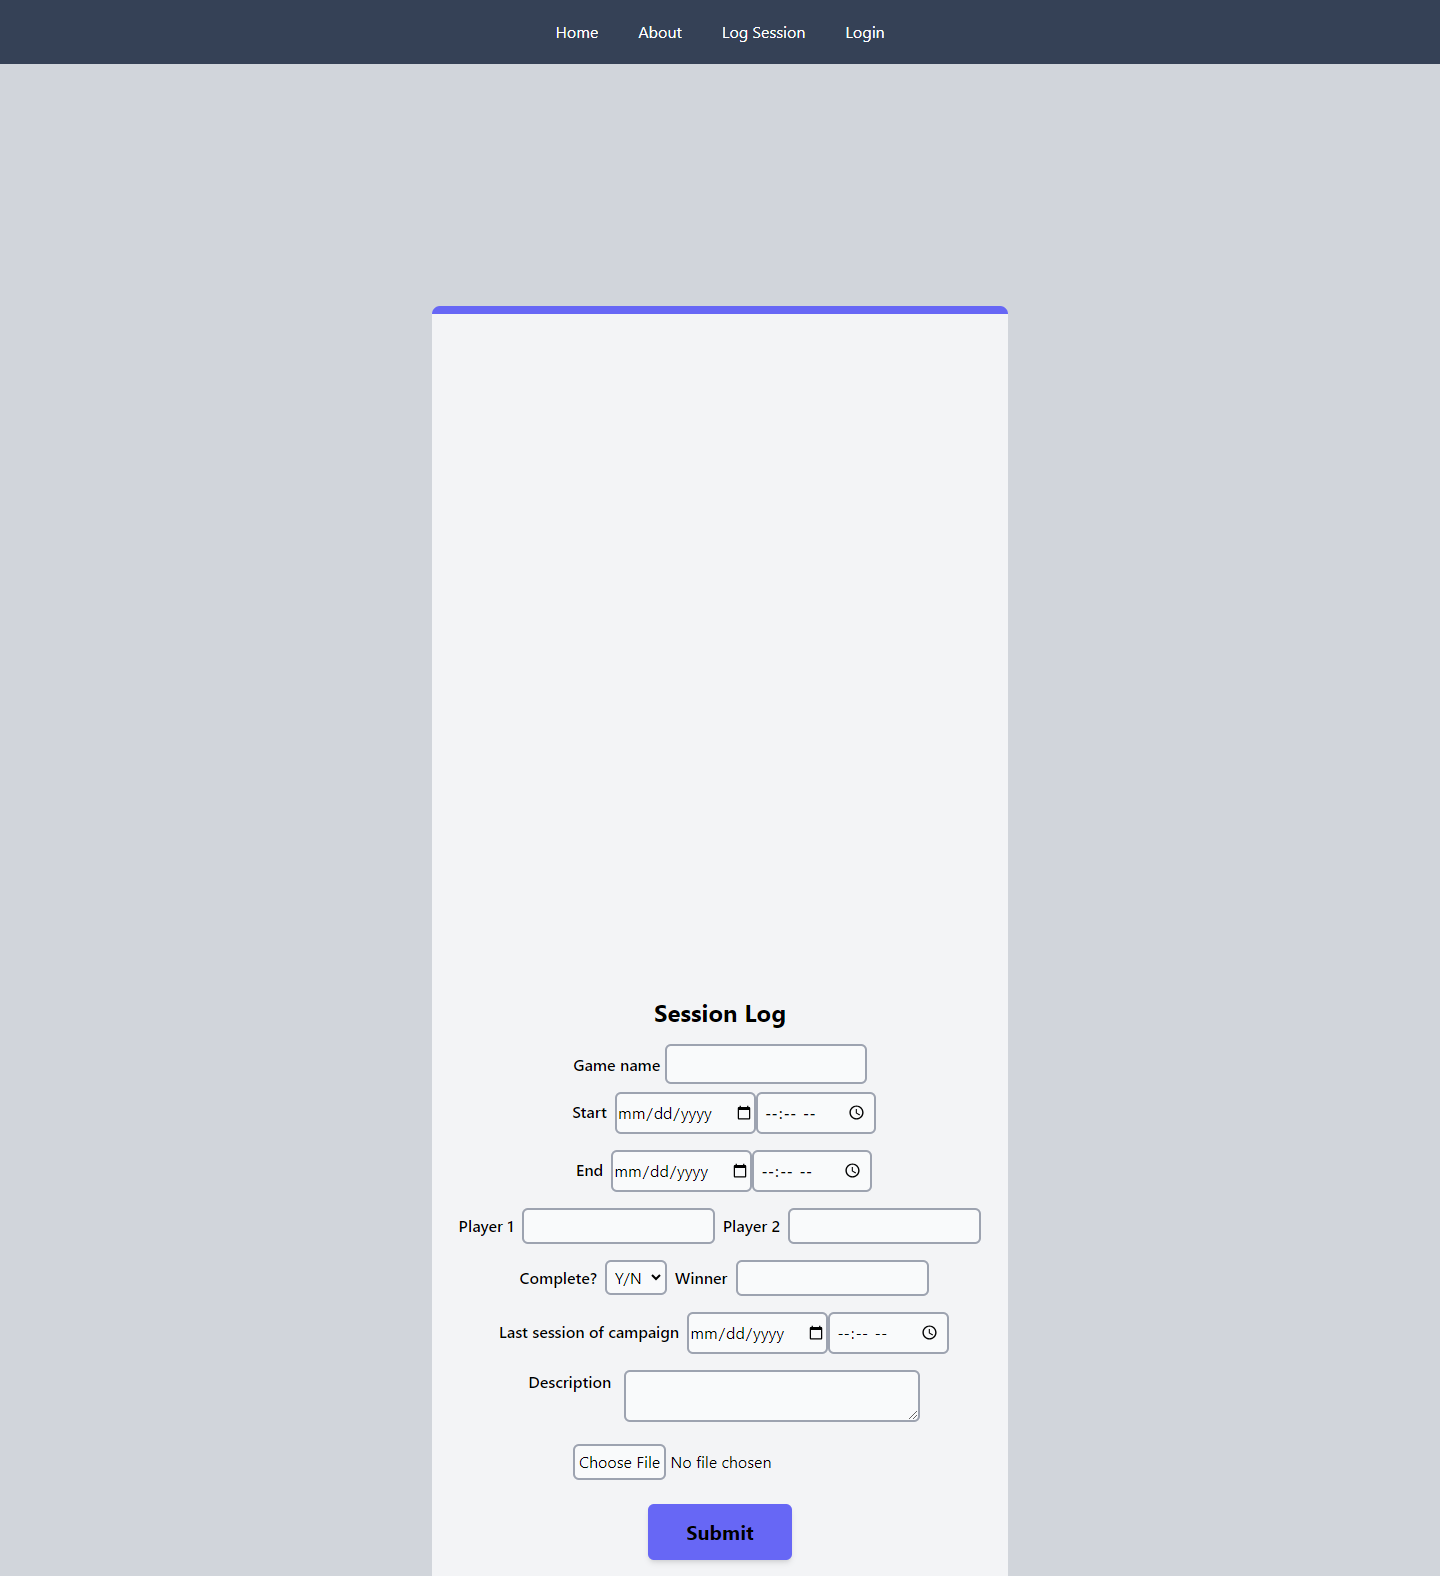 Home About Log Session Login
Session Log
Game name
Start mm/dd/yyyy --:-- --
End mm/dd/yyyy --:-- --
Player 1 Player 2
Complete? Y/N Winner
Last session of campaign mm/dd/yyyy --:-- --
Description
Choose File No file chosen
Submit